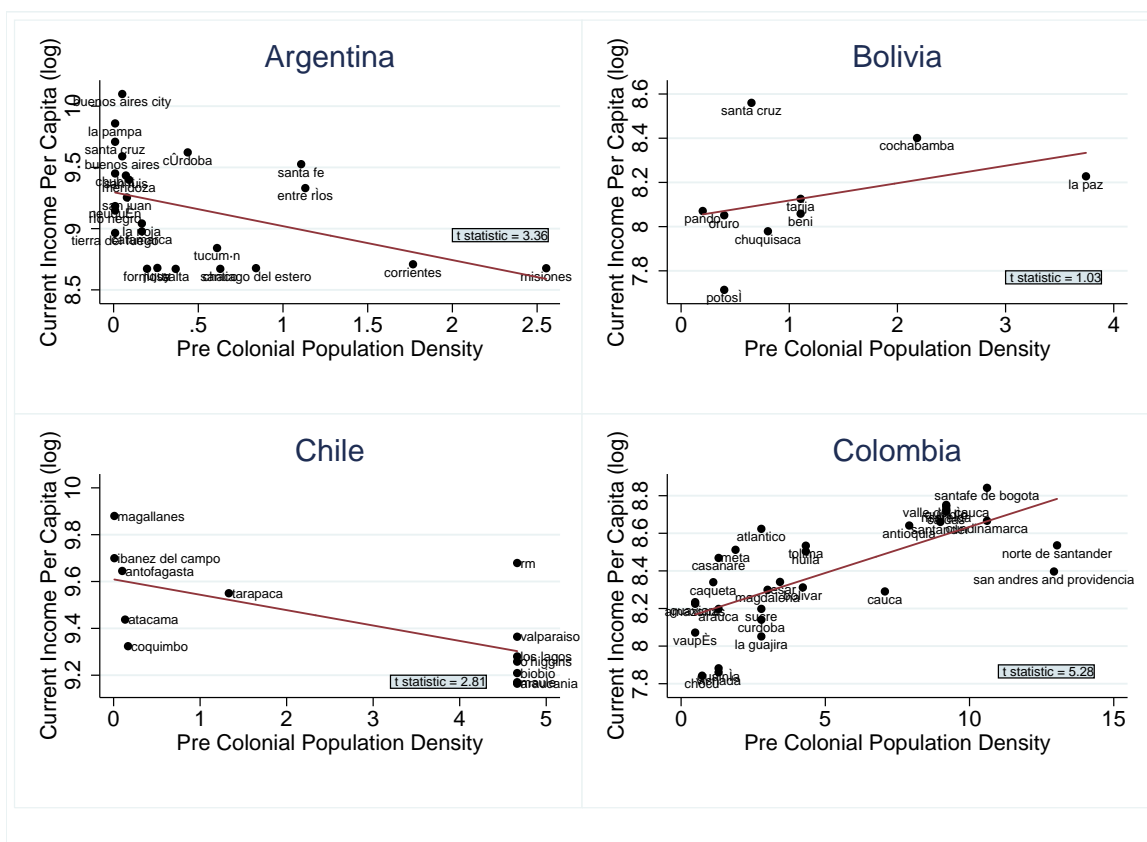 Argentina
Current Income Per Capita (log)
10
9.5
9
8.5
buenos aires city
la pampa
santa cruz
buenos aires
mendoza
san juan
rio negro
la rioja
tierra del fuego
catamarca
cÛrdoba
santa fe
entre rÌos
tucum·n
formosa
jujuy
salta
chaco
santiago del estero
corrientes
misiones
t statistic = 3.36
0 .5 1 1.5 2 2.5
Pre Colonial Population Density
Bolivia
Current Income Per Capita (log)
8.6
8.4
8.2
8
7.8
santa cruz
cochabamba
la paz
tarija
pando
oruro
beni
chuquisaca
potosÌ
t statistic = 1.03
0 1 2 3 4
Pre Colonial Population Density
Chile
Current Income Per Capita (log)
10
9.8
9.6
9.4
9.2
magallanes
ibanez del campo
antofagasta
rm
tarapaca
atacama
valparaiso
coquimbo
los lagos
o higgins
biobio
maule
araucania
t statistic = 2.81
0 1 2 3 4 5
Pre Colonial Population Density
Colombia
Current Income Per Capita (log)
8.8
8.6
8.4
8.2
8
7.8
santafe de bogota
valle del cauca
santander
cundinamarca
antioquia
atlantico
norte de santander
tolima
huila
meta
casanare
san andres and providencia
caqueta
cesar
magdalena
bolivar
cauca
arauca
sucre
curdoba
vaupÈs
la guajira
vichada
t statistic = 5.28
0 5 10 15
Pre Colonial Population Density